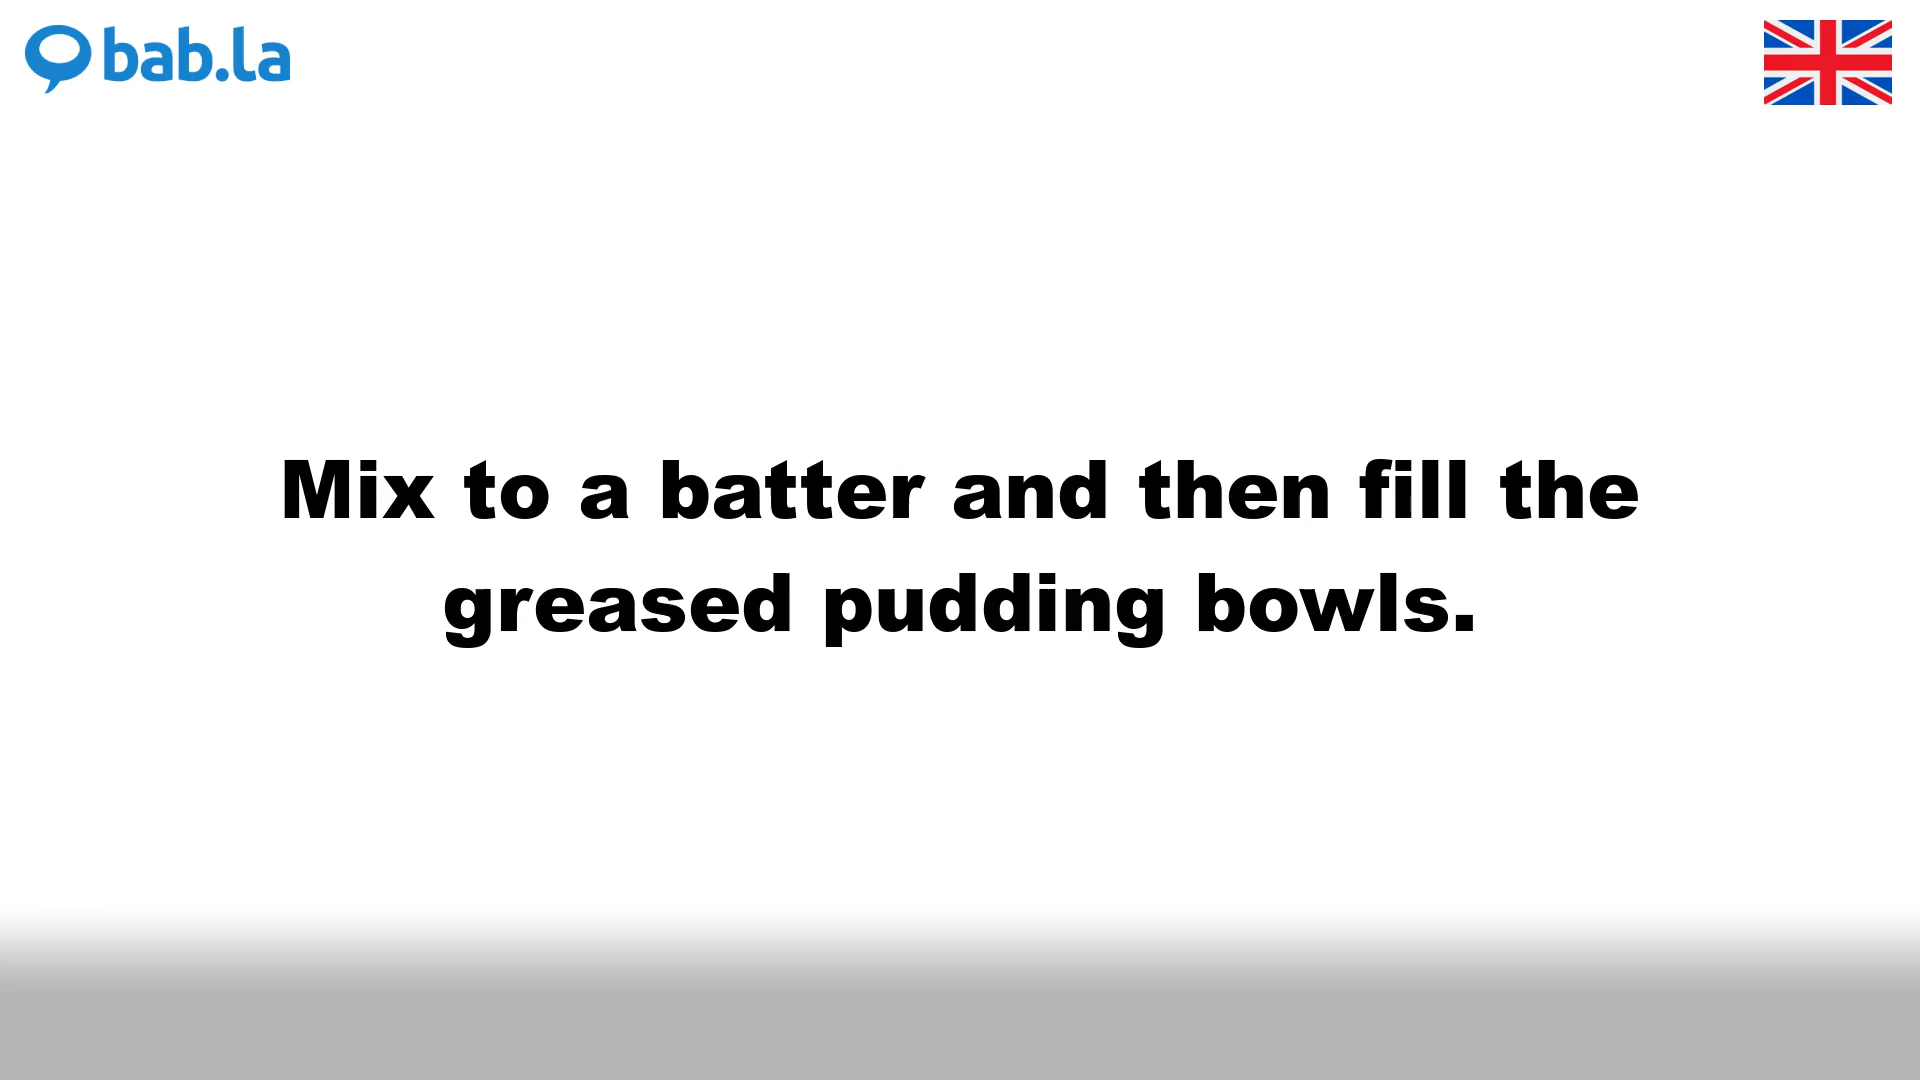 bab.la
Mix to a batter and then fill the
greased pudding bowls.